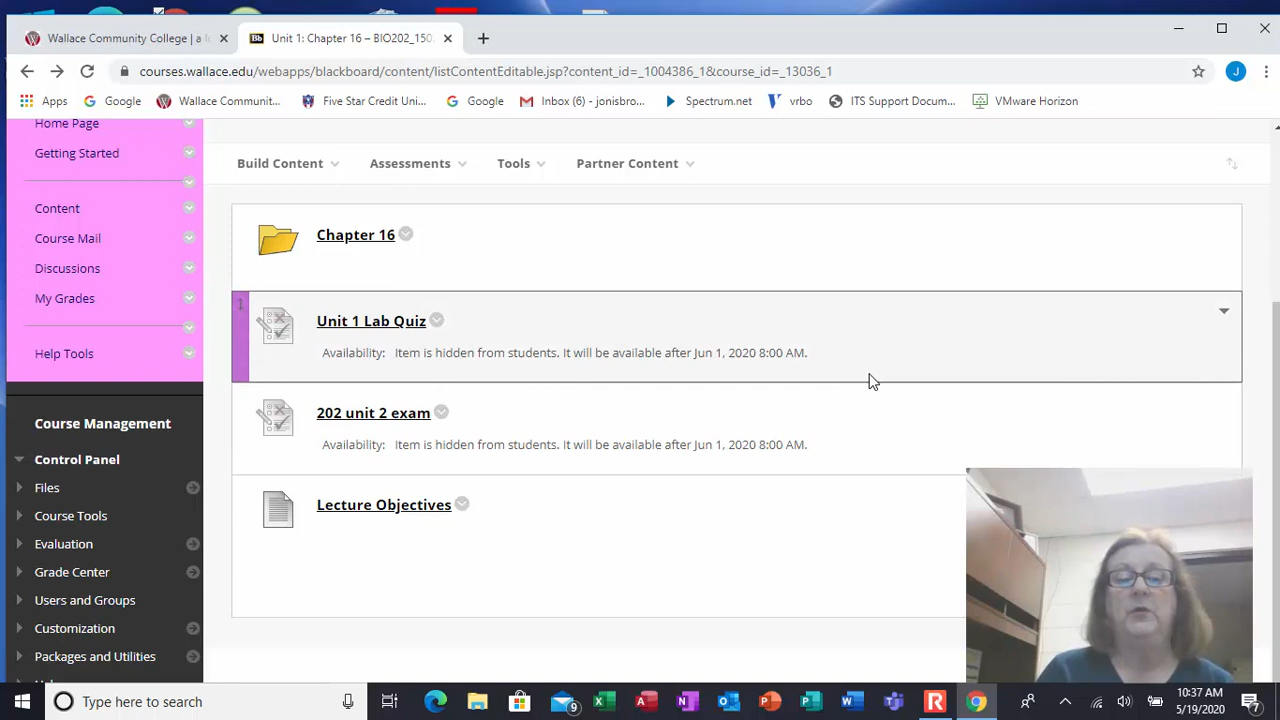 Wallace Community College | a l
Unit 1: Chapter 16 – BIO202_150
courses.wallace.edu/webapps/blackboard/content/listContentEditable.jsp?content_id=_1004386_1&course_id=_13036_1
J
Apps
Google
Wallace Communit...
Five Star Credit Uni...
Google
Inbox (6) - jonisbro...
Spectrum.net
vrbo
ITS Support Docum...
VMware Horizon
Home Page
Getting Started
Content
Course Mail
Discussions
My Grades
Help Tools
Course Management
Control Panel
Files
Course Tools
Evaluation
Grade Center
Users and Groups
Customization
Packages and Utilities
Build Content
Assessments
Tools
Partner Content
Chapter 16
Unit 1 Lab Quiz
Availability: Item is hidden from students. It will be available after Jun 1, 2020 8:00 AM.
202 unit 2 exam
Availability: Item is hidden from students. It will be available after Jun 1, 2020 8:00 AM.
Lecture Objectives
Type here to search
9
10:37 AM
5/19/2020
7